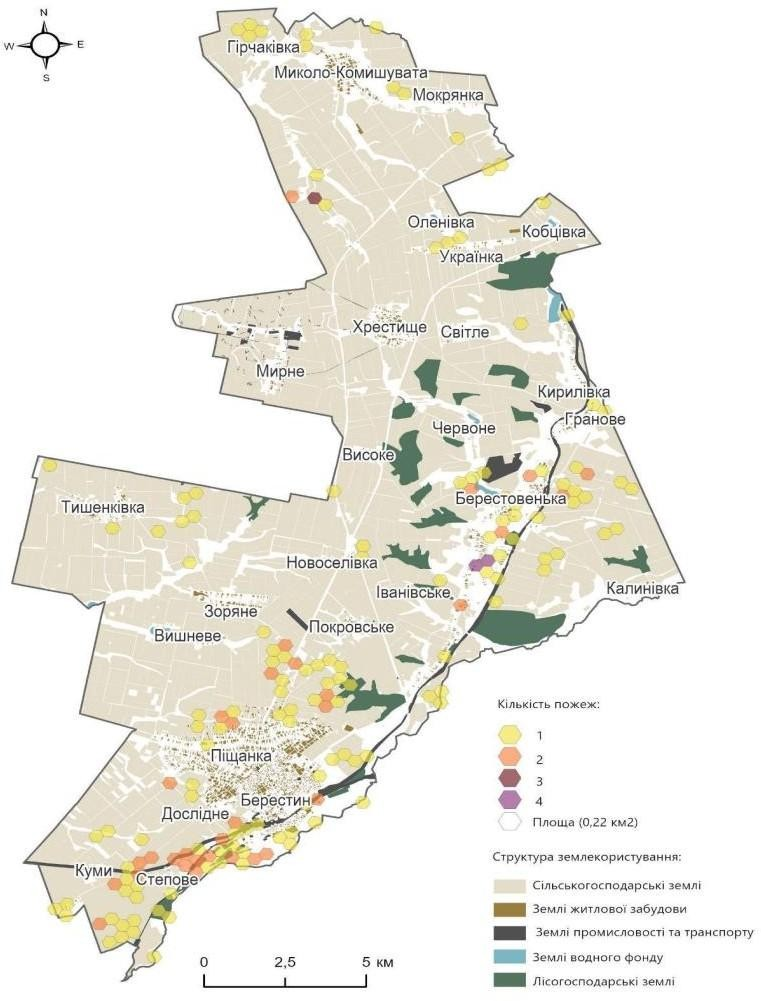 N
W E
S
Гірчаківка
Миколо-Комишувата
Мокрянка
Оленівка
Кобцівка
Українка
Хрестище
Світле
Мирне
Кирилівка
Гранове
Червоне
Високе
Берестовенька
Тишенківка
Новоселівка
Іванівське
Калинівка
Зоряне
Покровське
Вишневе
Піщанка
Берестин
Дослідне
Куми
Степове
Кількість пожеж:
1
2
3
4
Площа (0,22 км2)
Структура землекористування:
Сільськогосподарські землі
Землі житлової забудови
Землі промисловості та транспорту
Землі водного фонду
Лісогосподарські землі
0 2,5 5 км